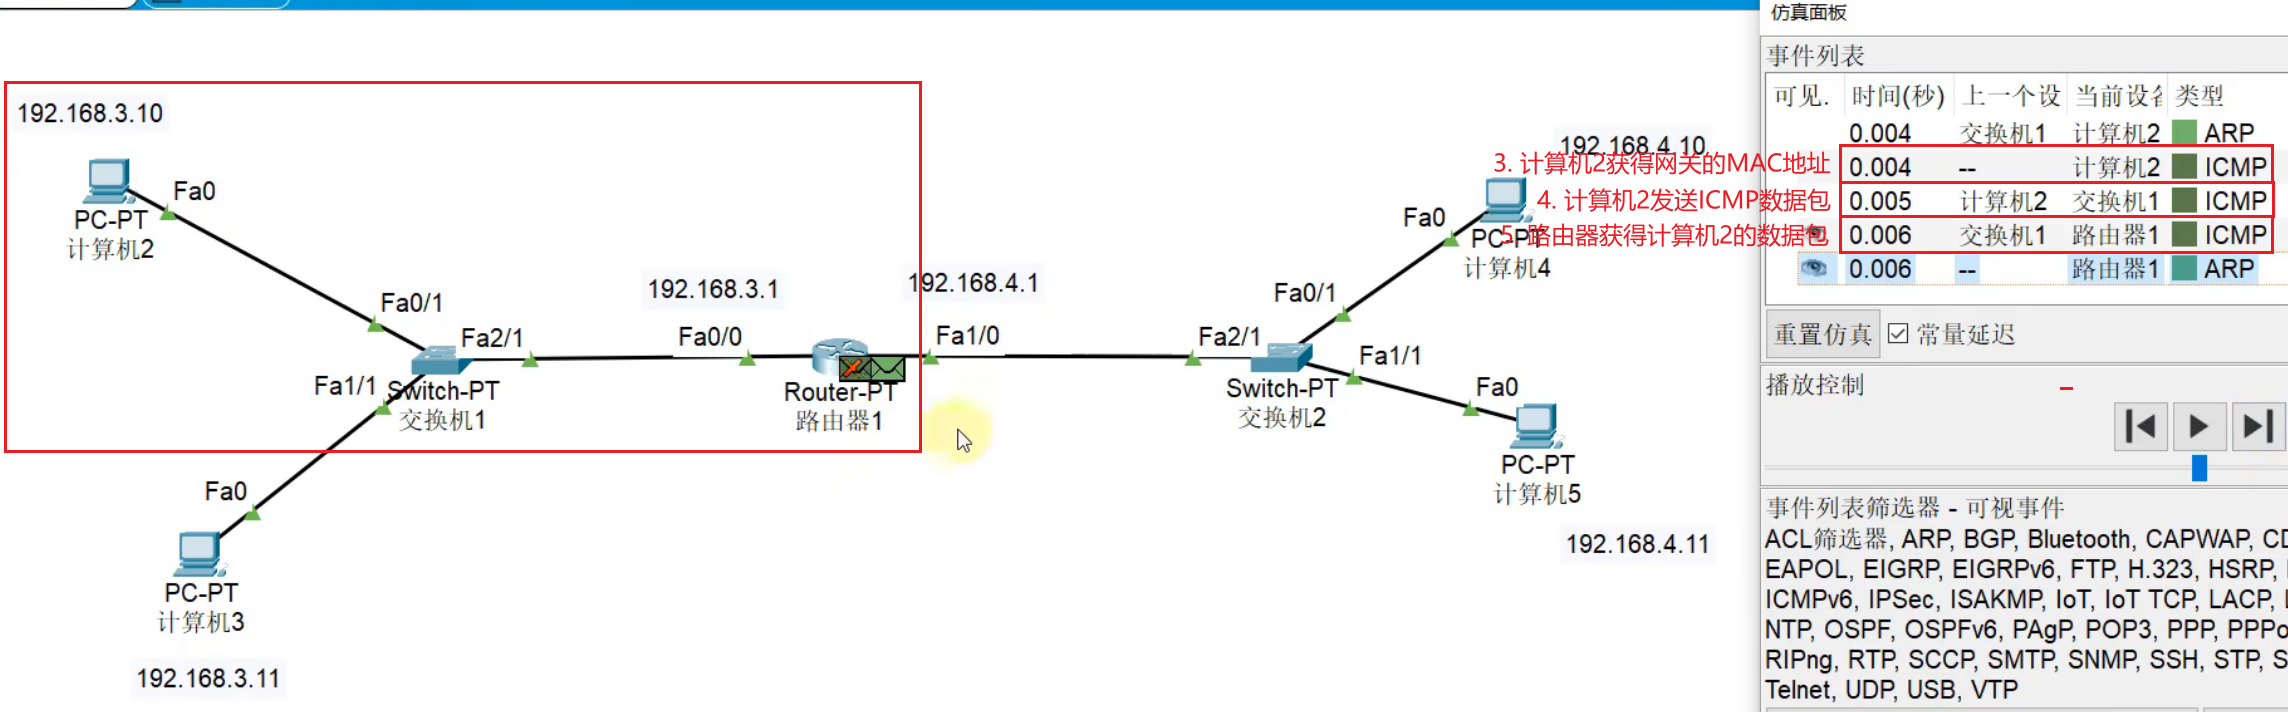 192.168.3.10
Fa0
PC-PT
计算机2
Fa0/1
Fa2/1
Fa1/1
Switch-PT
交换机1
Fa0
PC-PT
计算机3
192.168.3.11
192.168.3.1
Fa0/0
Router-PT
路由器1
192.168.4.1
Fa1/0
Fa2/1
Fa0/1
Fa1/1
Switch-PT
交换机2
192.168.4.10
Fa0
PC-PT
计算机4
Fa0
PC-PT
计算机5
192.168.4.11
3. 计算机2获得网关的MAC地址
4. 计算机2发送ICMP数据包
5. 路由器获得计算机2的数据包
仿真面板
事件列表
可见. 时间(秒) 上一个设 当前设备 类型
0.004 交换机1 计算机2 ARP
0.004 -- 计算机2 ICMP
0.005 计算机2 交换机1 ICMP
0.006 交换机1 路由器1 ICMP
0.006 -- 路由器1 ARP
重置仿真 常量延迟
播放控制
事件列表筛选器 - 可视事件
ACL筛选器, ARP, BGP, Bluetooth, CAPWAP, CD
EAPOL, EIGRP, EIGRPv6, FTP, H.323, HSRP,
ICMPv6, IPSec, ISAKMP, IoT, IoT TCP, LACP,
NTP, OSPF, OSPFv6, PAgP, POP3, PPP, PPPo
RIPng, RTP, SCCP, SMTP, SNMP, SSH, STP, S
Telnet, UDP, USB, VTP